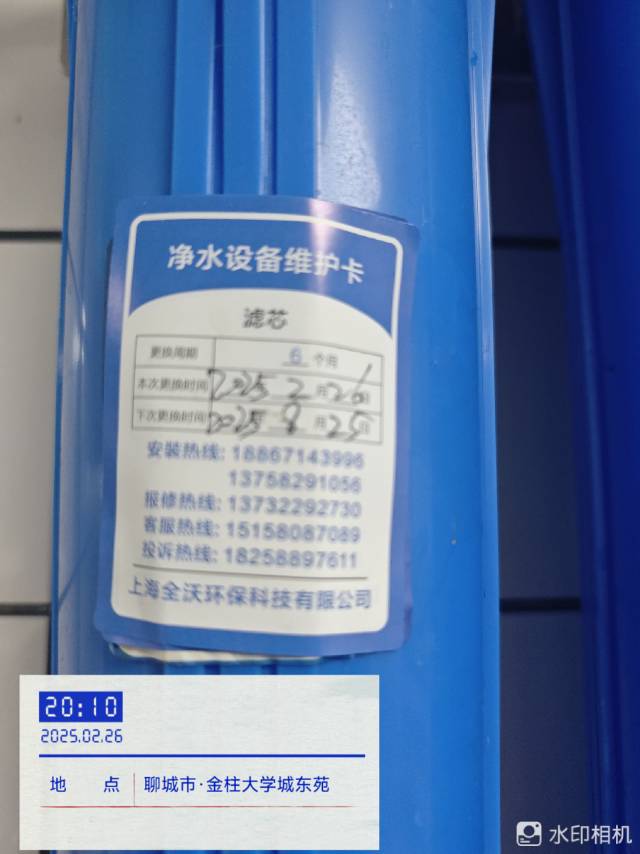 净水设备维护卡
滤芯
更换周期 6 个月
本次更换时间 2025 2 月 26 日
下次更换时间 2025 8 月 25 日
安装热线: 18867143996
13758291056
报修热线: 13732292730
客服热线: 15158087089
投诉热线: 18258897611
上海全沃环保科技有限公司
20:10
2025.02.26
地 点 聊城市·金柱大学城东苑
水印相机